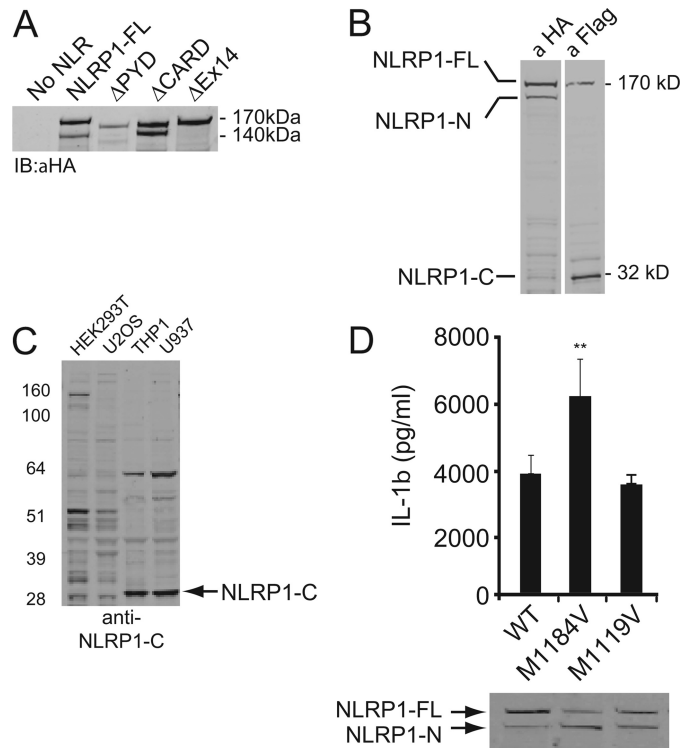 A
No NLR
NLRP1-FL
ΔPYD
ΔCARD
ΔEx14
- 170kDa
- 140kDa
IB:aHA
B
a HA
a Flag
NLRP1-FL
- 170 kD
NLRP1-N
NLRP1-C
- 32 kD
C
HEK293T
U2OS
THP1
U937
160
100
64
51
39
28
NLRP1-C
anti-
NLRP1-C
D
**
IL-1b (pg/ml)
8000
6000
4000
2000
0
WT
M1184V
M1119V
NLRP1-FL
NLRP1-N